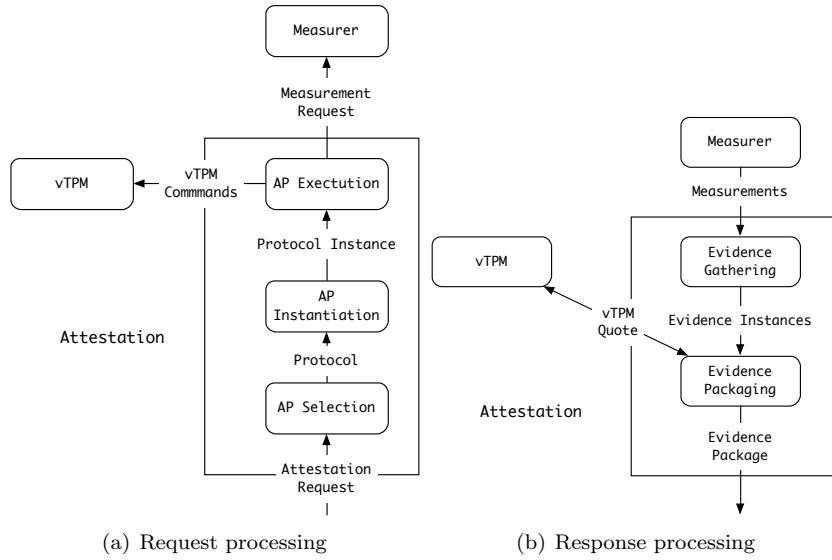 Measurer
Measurement
Request
vTPM
vTPM
Commmands
AP Exectution
Protocol Instance
AP
Instantiation
Attestation
Protocol
AP Selection
Attestation
Request
(a) Request processing
Measurer
Measurements
vTPM
Evidence
Gathering
vTPM
Quote
Evidence Instances
Evidence
Packaging
Attestation
Evidence
Package
(b) Response processing